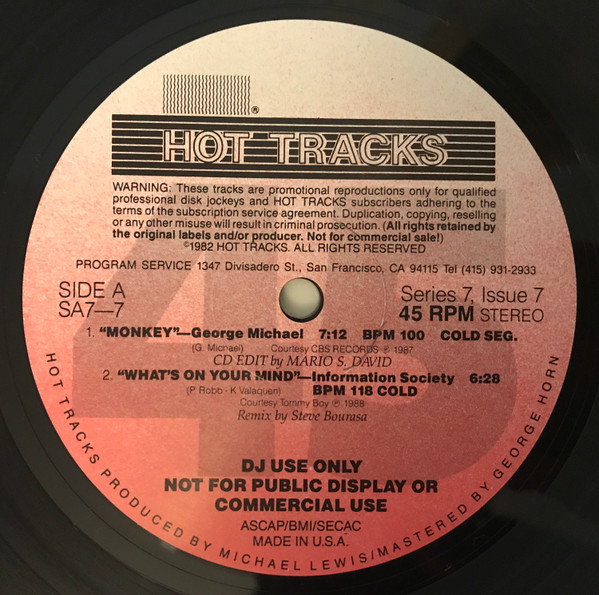 ®
HOT TRACKS
WARNING: These tracks are promotional reproductions only for qualified
professional disk jockeys and HOT TRACKS subscribers adhering to the
terms of the subscription service agreement. Duplication, copying, reselling
or any other misuse will result in criminal prosecution. (All rights retained by
the original labels and/or producer. Not for commercial sale!)
©1982 HOT TRACKS. ALL RIGHTS RESERVED
PROGRAM SERVICE 1347 Divisadero St., San Francisco, CA 94115 Tel (415) 931-2933
SIDE A
SA7—7
Series 7, Issue 7
45 RPM STEREO
1. "MONKEY"—George Michael 7:12 BPM 100 COLD SEG.
(G. Michael) Courtesy CBS RECORDS ℗ 1987
CD EDIT by MARIO S. DAVID
2. "WHAT'S ON YOUR MIND"—Information Society 6:28
(P. Robb - K Valaquen) BPM 118 COLD
Courtesy Tommy Boy ℗ 1988
Remix by Steve Bourasa
45
DJ USE ONLY
NOT FOR PUBLIC DISPLAY OR
COMMERCIAL USE
ASCAP/BMI/SECAC
MADE IN U.S.A.
HOT TRACKS PRODUCED BY MICHAEL LEWIS/MASTERED BY GEORGE HORN